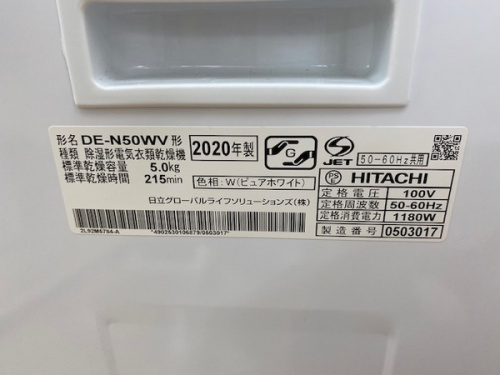 形名 DE-N50WV 形
種類 除湿形電気衣類乾燥機
標準乾燥容量 5.0kg
標準乾燥時間 215min
2020年製
G
S JET
50-60Hz共用
色相:W(ピュアホワイト)
日立グローバルライフソリューションズ(株)
2L92M5784-A
*4902530106879/0503017*
PS E HITACHI
定格電圧 100V
定格周波数 50-60Hz
定格消費電力 1180W
製造番号 0503017